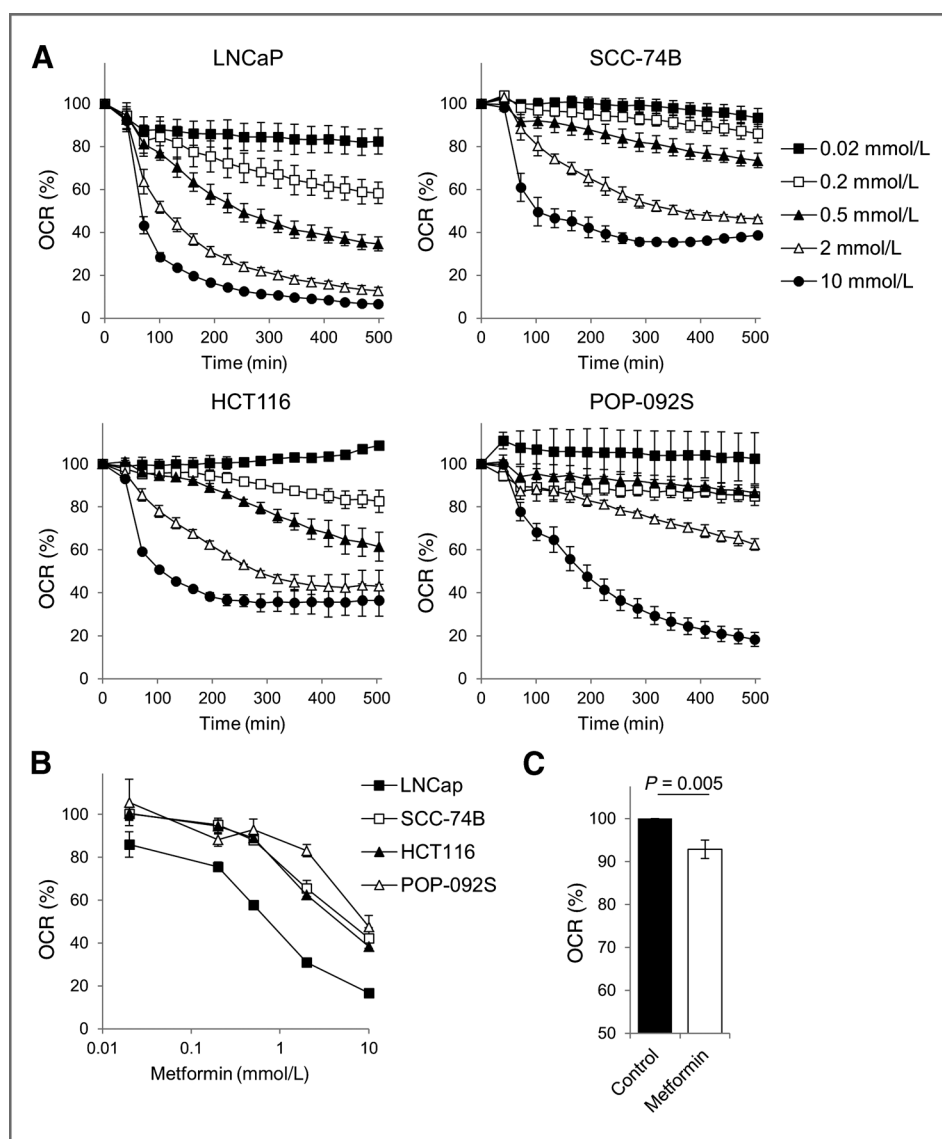 A
LNCaP
OCR (%)
100
80
60
40
20
0
0 100 200 300 400 500
Time (min)
SCC-74B
OCR (%)
100
80
60
40
20
0
0 100 200 300 400 500
Time (min)
0.02 mmol/L
0.2 mmol/L
0.5 mmol/L
2 mmol/L
10 mmol/L
HCT116
OCR (%)
100
80
60
40
20
0
0 100 200 300 400 500
Time (min)
POP-092S
OCR (%)
100
80
60
40
20
0
0 100 200 300 400 500
Time (min)
B
OCR (%)
100
80
60
40
20
0
0.01 0.1 1 10
Metformin (mmol/L)
LNCap
SCC-74B
HCT116
POP-092S
C
P = 0.005
OCR (%)
100
90
80
70
60
50
Control
Metformin